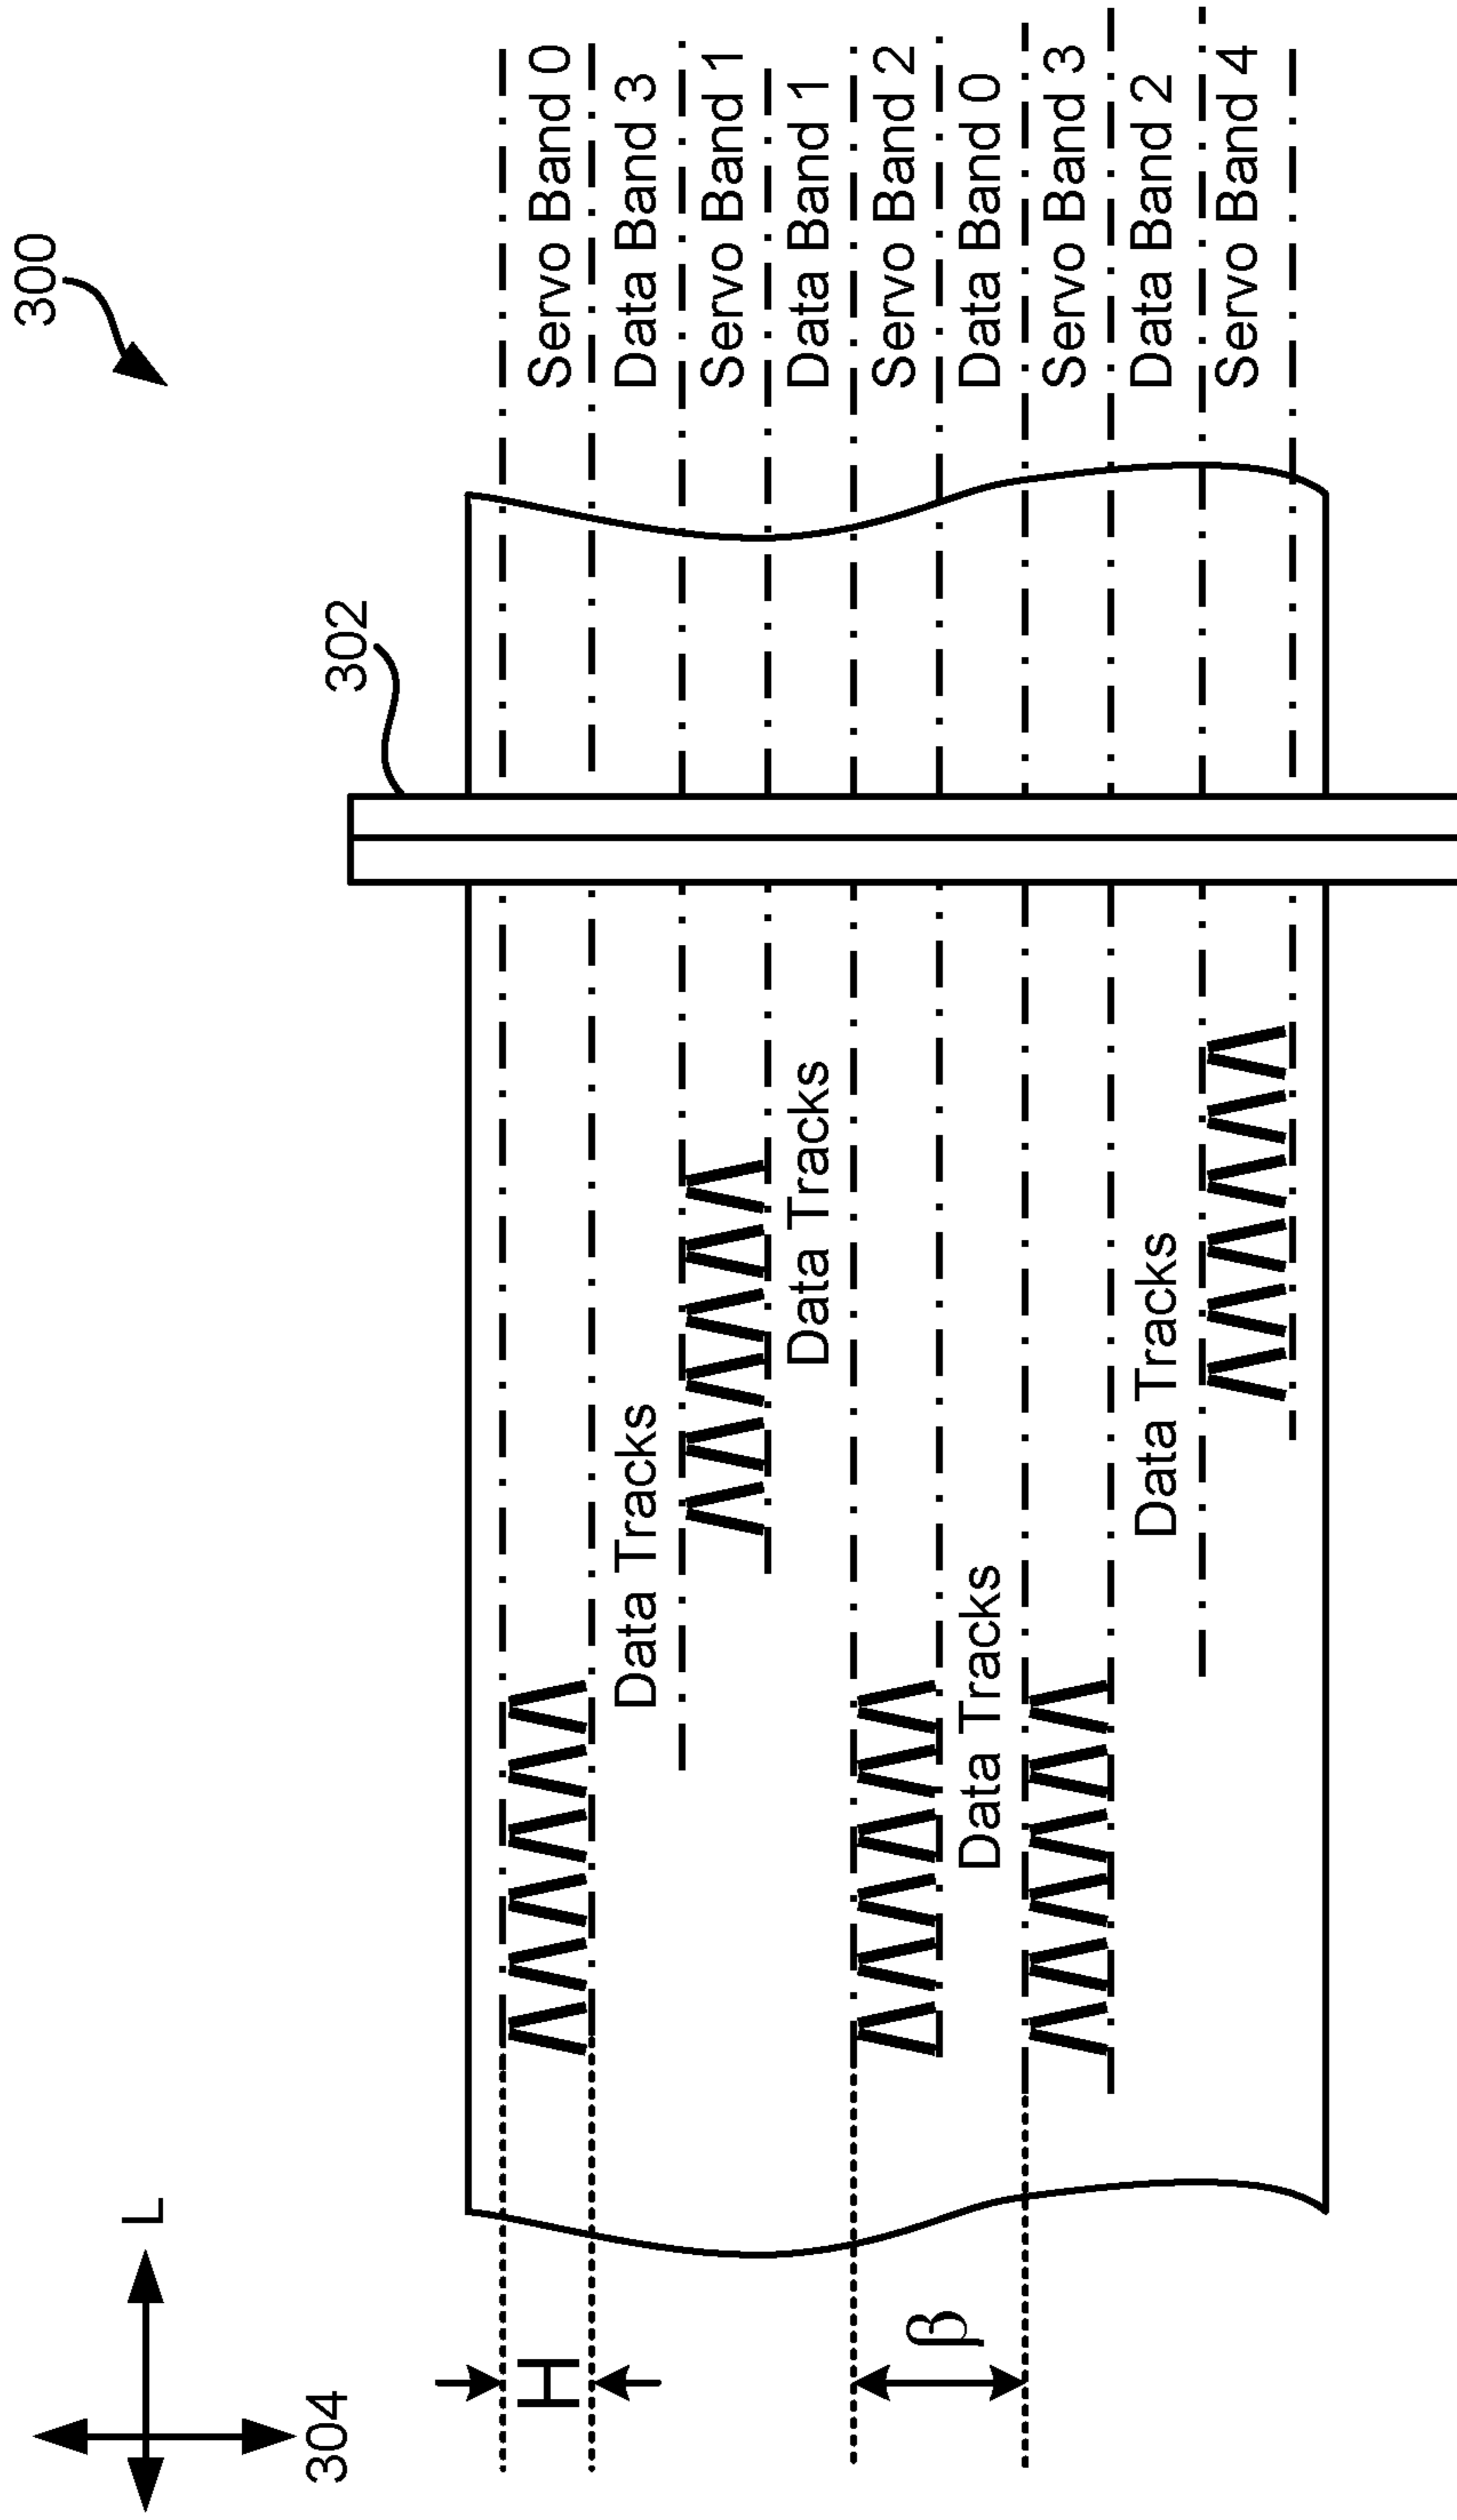 300
302
304
L
H
β
Servo Band 0
Data Band 3
Servo Band 1
Data Band 1
Servo Band 2
Data Band 0
Servo Band 3
Data Band 2
Servo Band 4
Data Tracks
Data Tracks
Data Tracks
Data Tracks